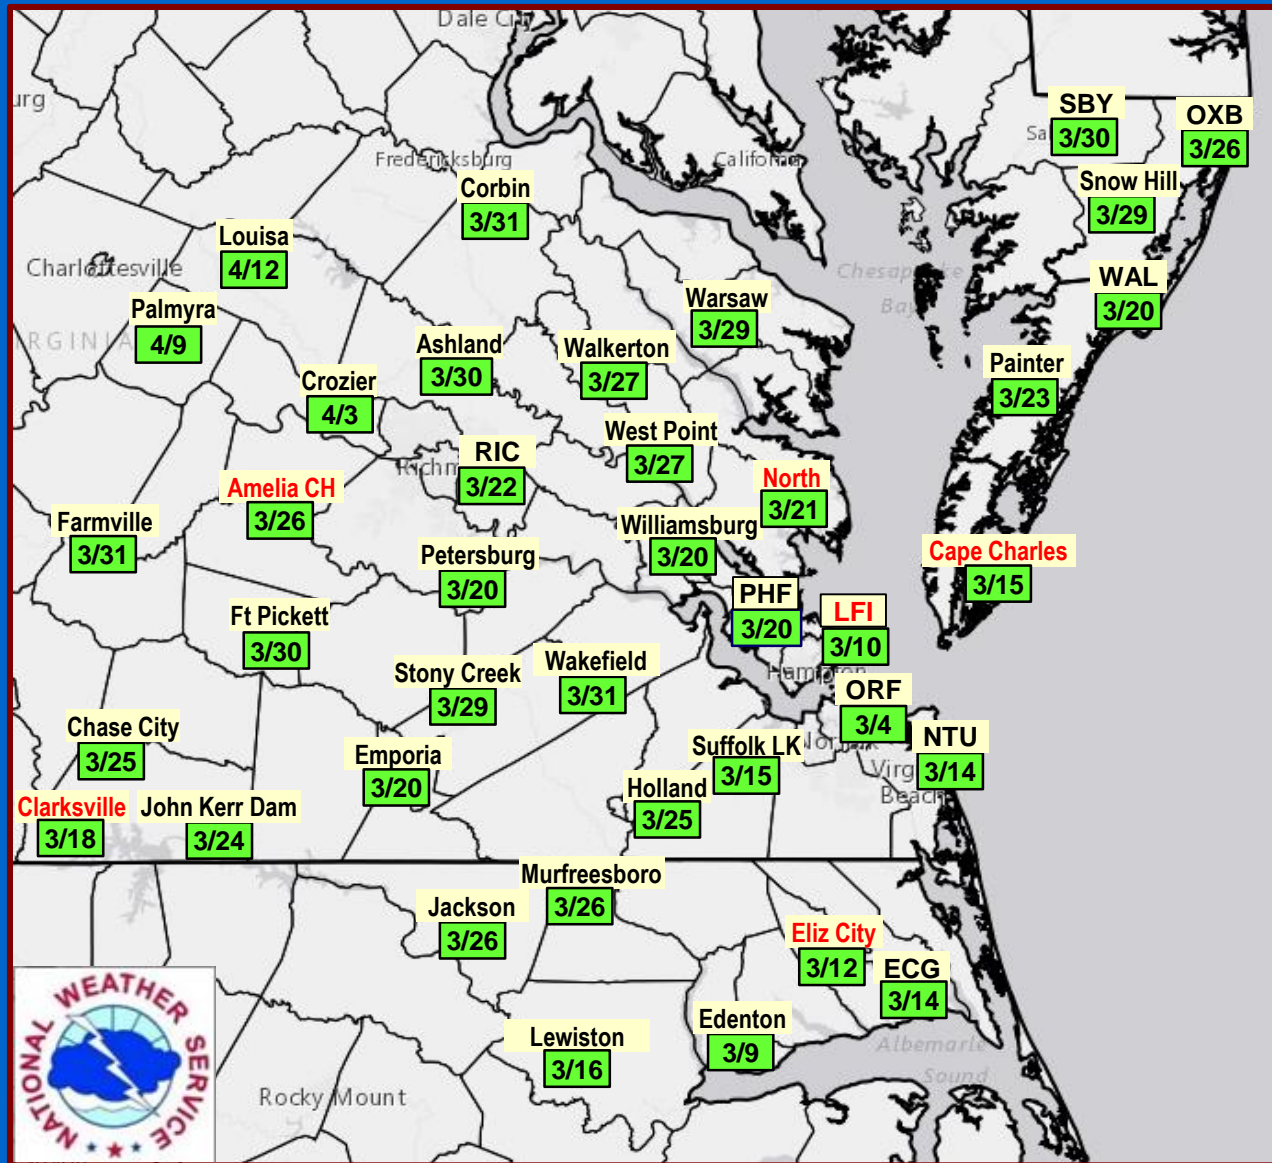 Dale City
urg
SBY
3/30
OXB
3/26
Fredericksburg
California
Corbin
3/31
Snow Hill
3/29
Louisa
4/12
Charlottesville
Chesapeake
Bay
WAL
3/20
Palmyra
4/9
RGINIA
Warsaw
3/29
Ashland
3/30
Walkerton
3/27
Painter
3/23
Crozier
4/3
West Point
3/27
RIC
3/22
Richm
Amelia CH
3/26
North
3/21
Farmville
3/31
Williamsburg
3/20
Petersburg
3/20
Cape Charles
3/15
PHF
3/20
LFI
3/10
Ft Pickett
3/30
Hampton
Stony Creek
3/29
Wakefield
3/31
ORF
3/4
Norfolk
NTU
3/14
Chase City
3/25
Emporia
3/20
Suffolk LK
3/15
Virg
Beach
Holland
3/25
Clarksville
3/18
John Kerr Dam
3/24
Murfreesboro
3/26
Jackson
3/26
Eliz City
3/12
ECG
3/14
Edenton
3/9
Lewiston
3/16
Albemarle
Sound
Rocky Mount
NATIONAL WEATHER SERVICE